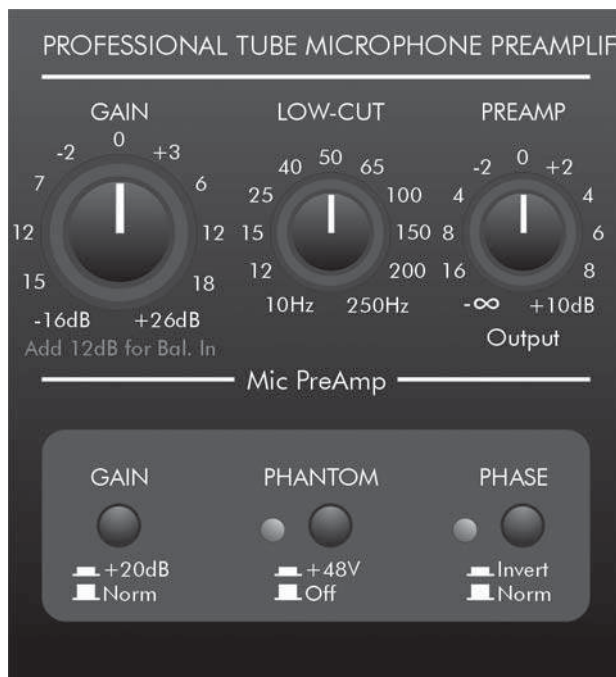 PROFESSIONAL TUBE MICROPHONE PREAMPLIF
GAIN LOW-CUT PREAMP
0 50 0
-2 +3 40 65 -2 +2
7 6 25 100 4 4
12 12 15 150 8 6
15 18 12 200 16 8
-16dB +26dB 10Hz 250Hz -∞ +10dB
Add 12dB for Bal. In Output
Mic PreAmp
GAIN PHANTOM PHASE
+20dB +48V Invert
Norm Off Norm